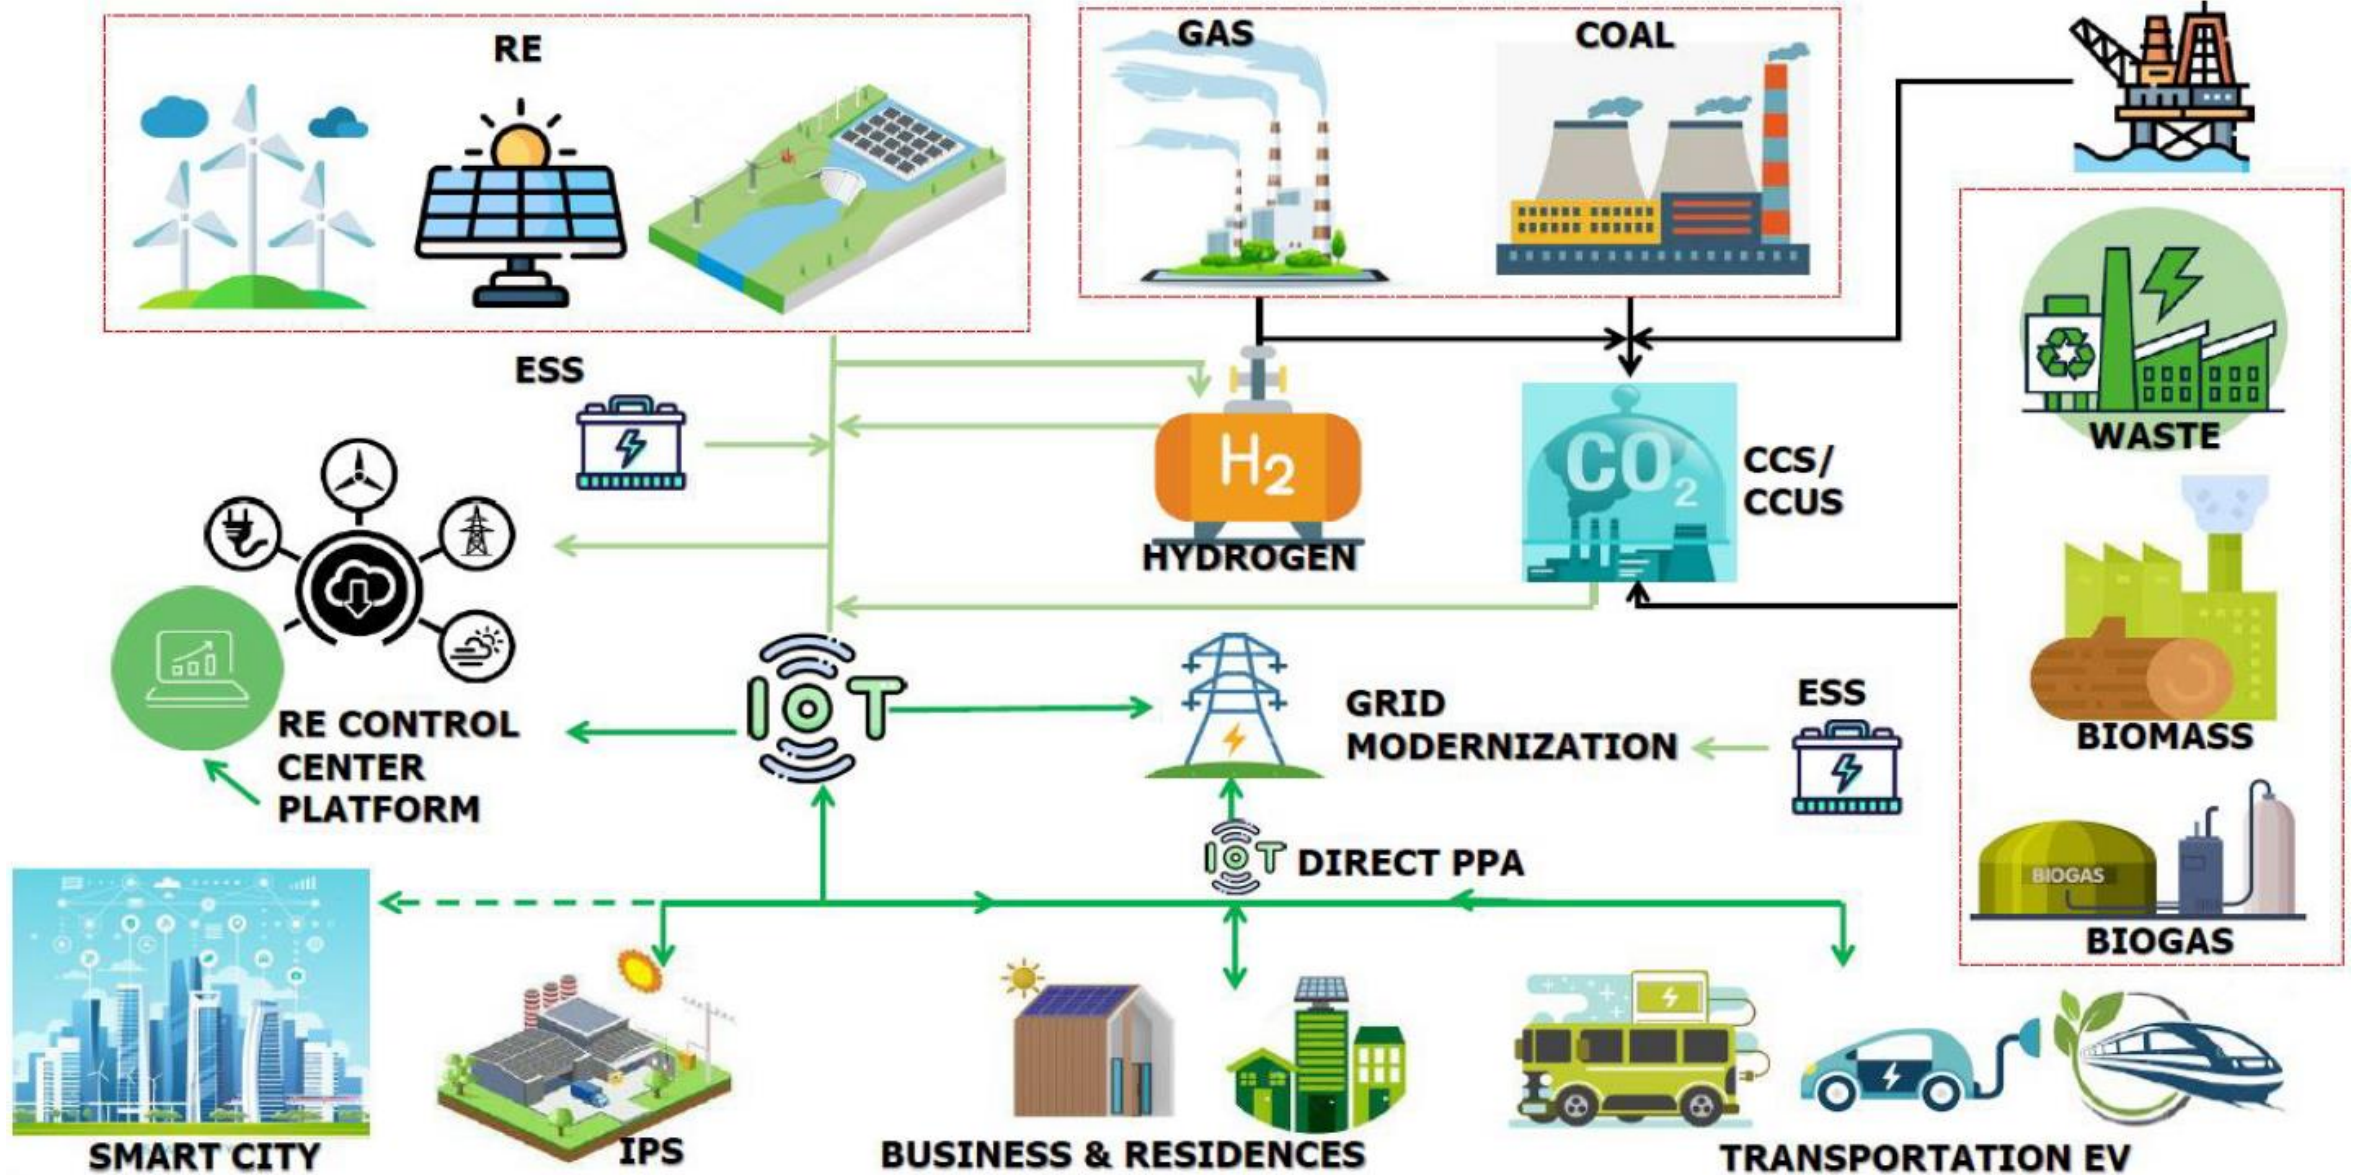 RE
GAS
COAL
ESS
H2
HYDROGEN
CO2
CCS/
CCUS
WASTE
BIOMASS
BIOGAS
BIOGAS
RE CONTROL
CENTER
PLATFORM
IOT
GRID
MODERNIZATION
ESS
IOT
DIRECT PPA
SMART CITY
IPS
BUSINESS & RESIDENCES
TRANSPORTATION EV